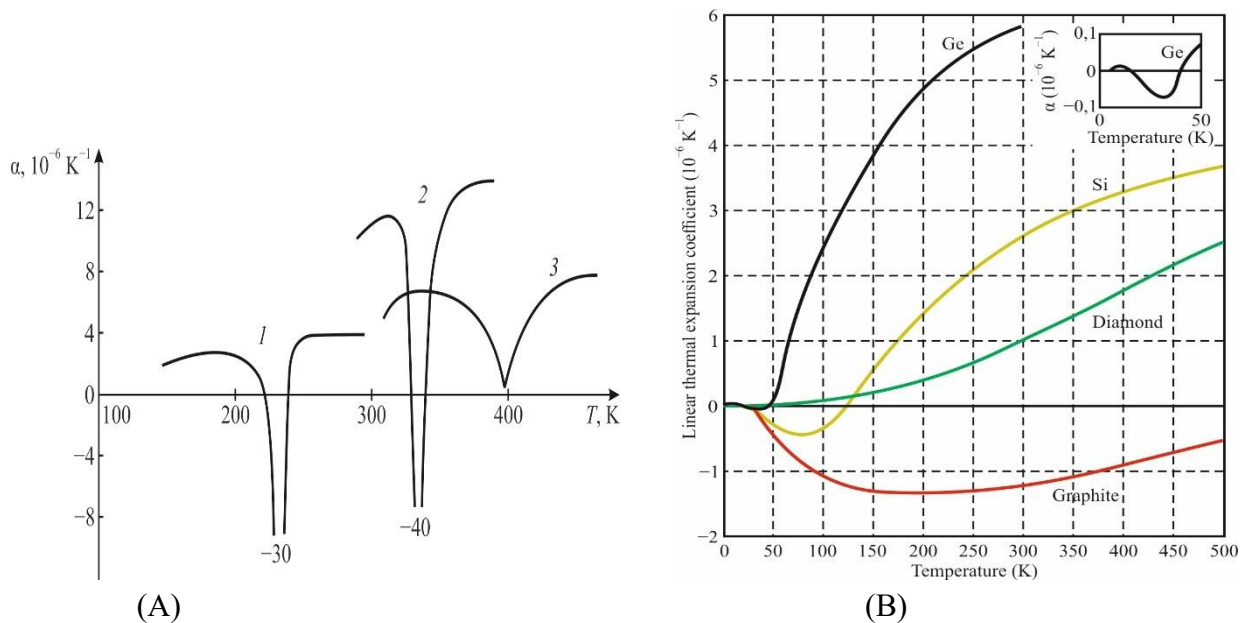 α, 10⁻⁶ K⁻¹
12
8
4
0
−4
−8
1
2
3
100
200
300
400
T, K
−30
−40
(A)
Linear thermal expansion coefficient (10⁻⁶ K⁻¹)
6
5
4
3
2
1
0
−1
−2
Ge
Si
Diamond
Graphite
0 50 100 150 200 250 300 350 400 450 500
Temperature (K)
α (10⁻⁶ K⁻¹)
0,1
0
−0,1
Ge
0 50
Temperature (K)
(B)